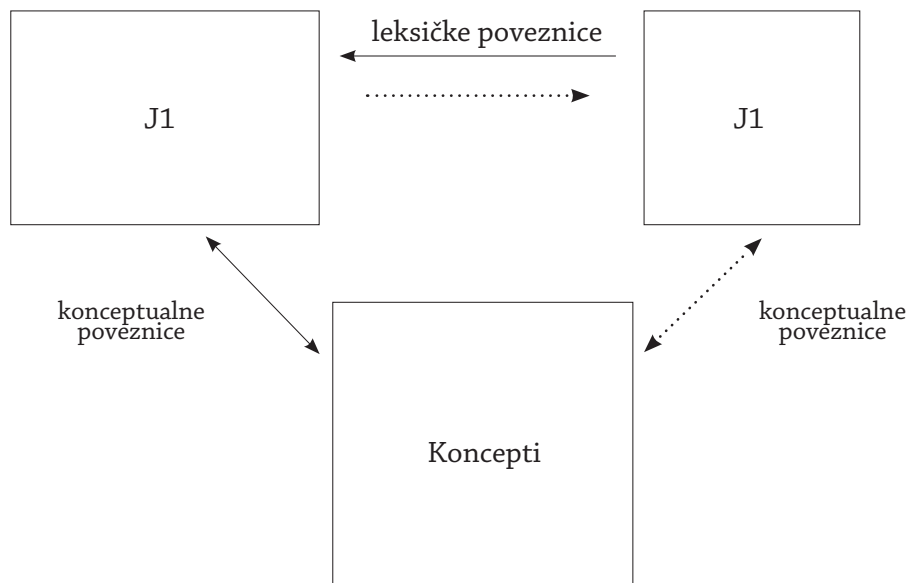 leksičke poveznice
J1
J1
konceptualne
poveznice
konceptualne
poveznice
Koncepti